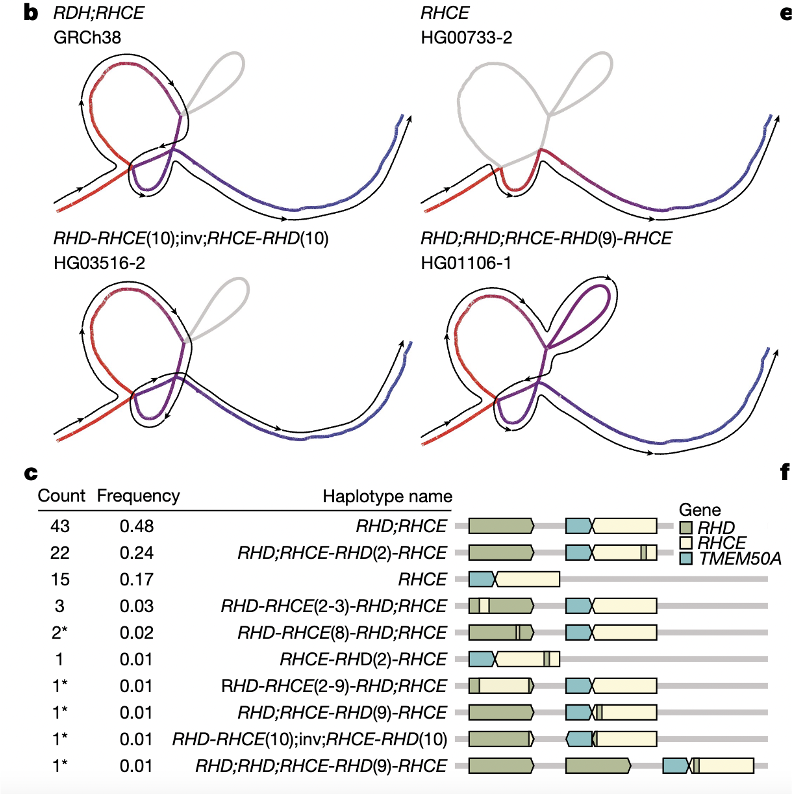 b
RDH;RHCE
GRCh38
RHCE
HG00733-2
e
RHD-RHCE(10);inv;RHCE-RHD(10)
HG03516-2
RHD;RHD;RHCE-RHD(9)-RHCE
HG01106-1
c
f
Count Frequency Haplotype name
Gene
RHD
RHCE
TMEM50A
43 0.48 RHD;RHCE
22 0.24 RHD;RHCE-RHD(2)-RHCE
15 0.17 RHCE
3 0.03 RHD-RHCE(2-3)-RHD;RHCE
2* 0.02 RHD-RHCE(8)-RHD;RHCE
1 0.01 RHCE-RHD(2)-RHCE
1* 0.01 RHD-RHCE(2-9)-RHD;RHCE
1* 0.01 RHD;RHCE-RHD(9)-RHCE
1* 0.01 RHD-RHCE(10);inv;RHCE-RHD(10)
1* 0.01 RHD;RHD;RHCE-RHD(9)-RHCE